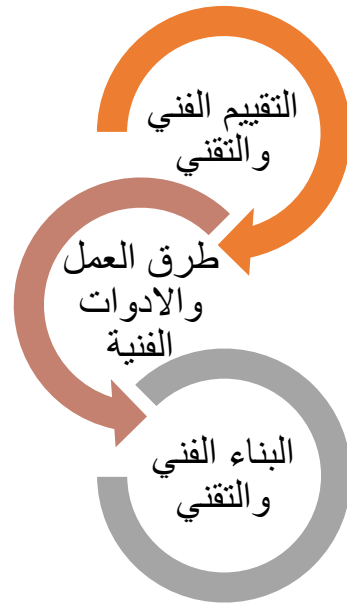 التقييم الفني
والتقني
طرق العمل
والادوات
الفنية
البناء الفني
والتقني